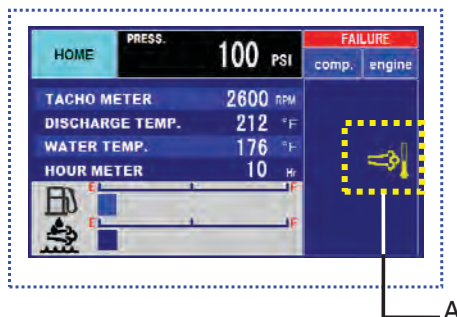 HOME PRESS. 100 PSI FAILURE
comp. engine
TACHO METER 2600 RPM
DISCHARGE TEMP. 212 °F
WATER TEMP. 176 °F
HOUR METER 10 Hr
E F
E F
A